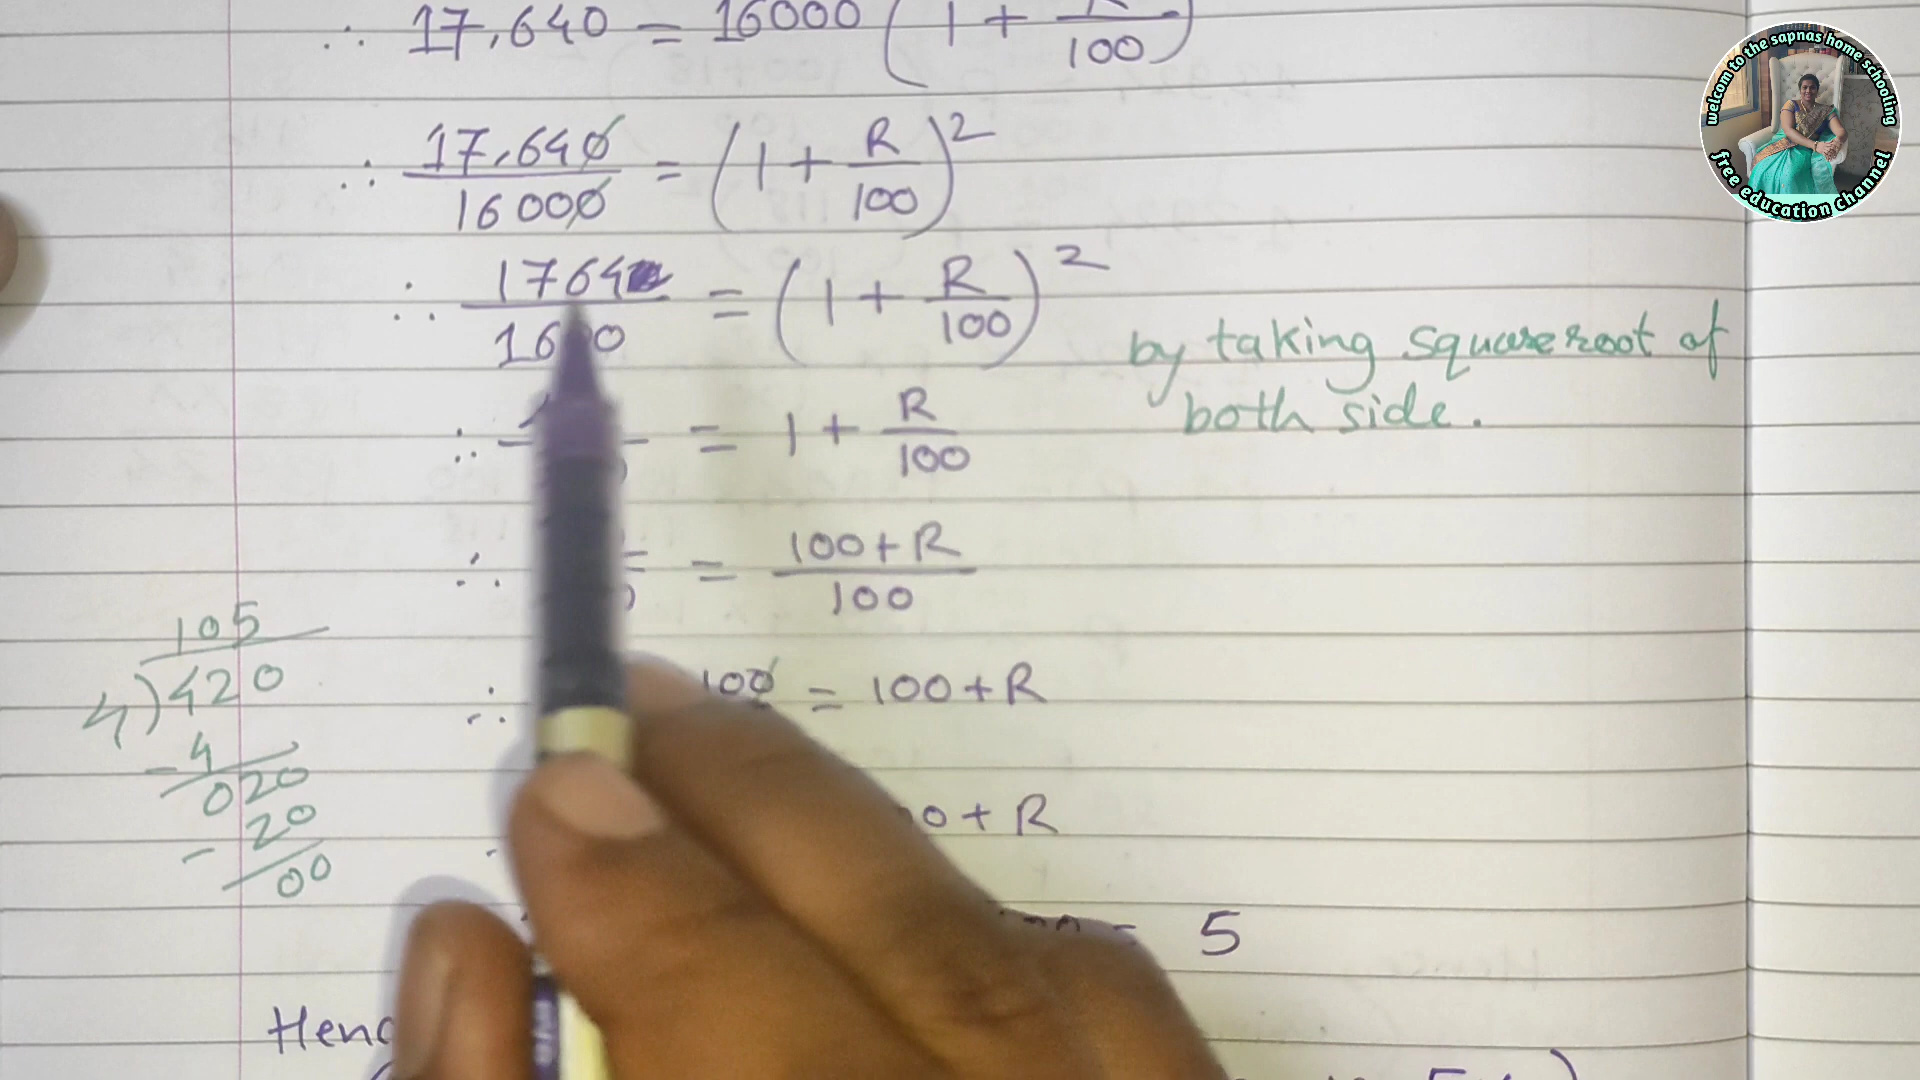 ∴ 17,640 = 16000 ( 1 + R/100 )
∴ 17,640/16000 = ( 1 + R/100 )²
∴ 1764/1600 = ( 1 + R/100 )²
by taking square root of
both side.
∴ = 1 + R/100
∴ = 100 + R/100
105
4)420
∴ 100 = 100 + R
- 4
020
- 20
00
+ R
= 5
welcom to the sapnas home schooling
free education channel